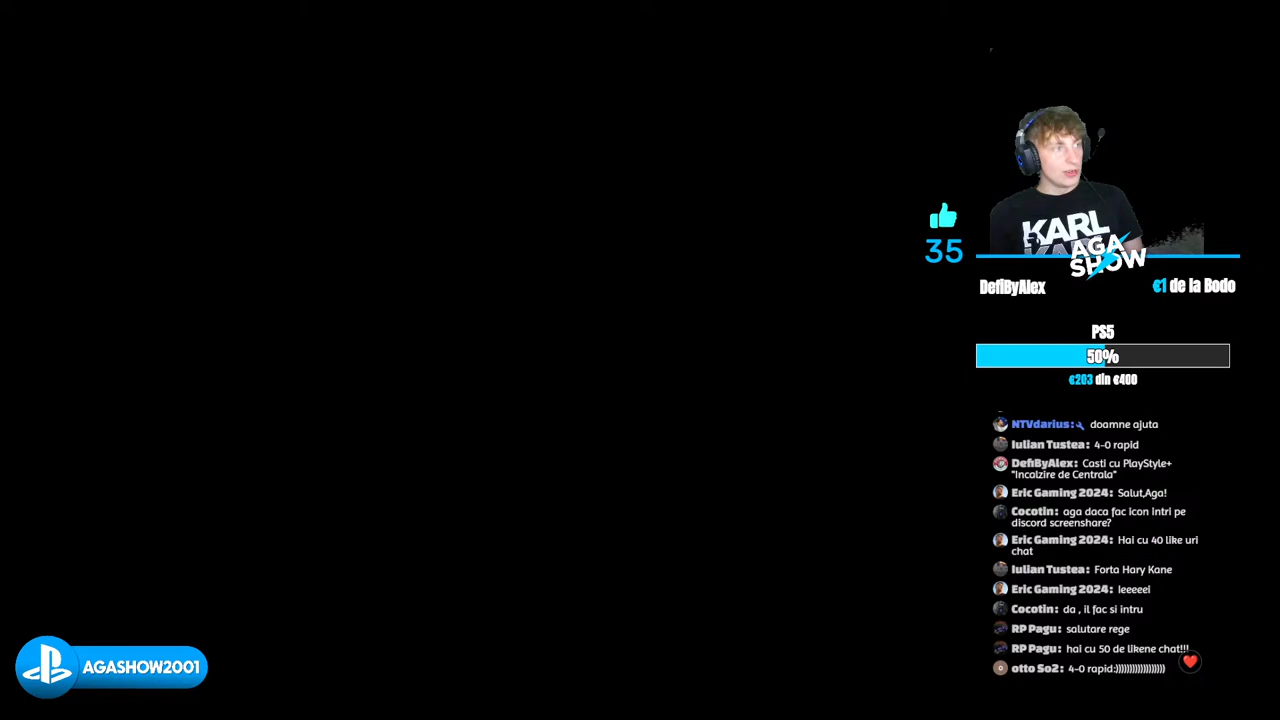 KARL
AGA
SHOW
35
DefiByAlex
€1 de la Bodo
PS5
50%
€203 din €400
NTVdarius: doamne ajuta
Iulian Tustea: 4-0 rapid
DefiByAlex: Casti cu PlayStyle+
"Incalzire de Centrala"
Eric Gaming 2024: Salut,Aga!
Cocotin: aga daca fac icon intri pe
discord screenshare?
Eric Gaming 2024: Hai cu 40 like uri
chat
Iulian Tustea: Forta Hary Kane
Eric Gaming 2024: Ieeeeei
Cocotin: da , il fac si intru
RP Pagu: salutare rege
RP Pagu: hai cu 50 de likene chat!!!
otto So2: 4-0 rapid:))))))))))))))))))
AGASHOW2001